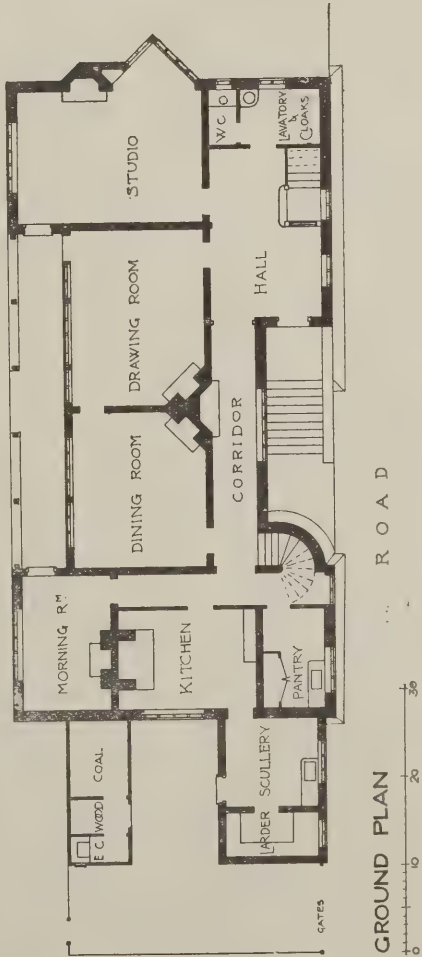 STUDIO
W.C.
LAVATORY
&
CLOAKS
DRAWING ROOM
HALL
DINING ROOM
CORRIDOR
MORNING RM
KITCHEN
PANTRY
COAL
WOOD
E C
SCULLERY
LARDER
ROAD
GATES
GROUND PLAN
0 10 20 30